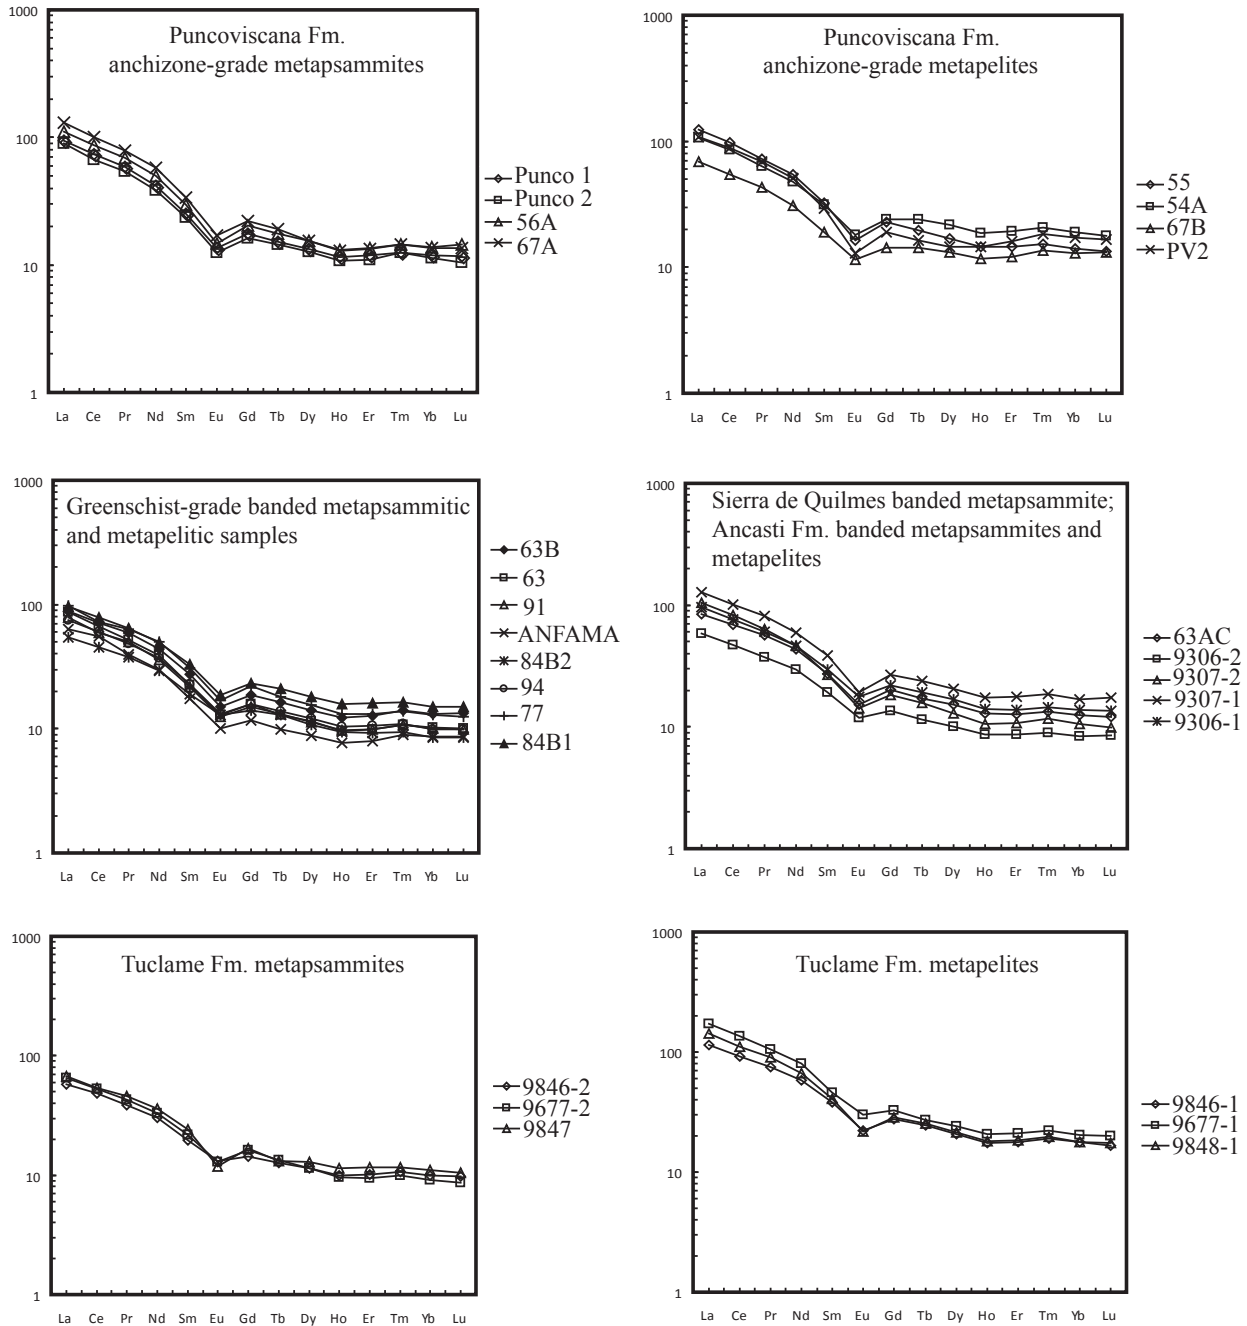 Puncoviscana Fm.
anchizone-grade metapsammites
1000
100
10
1
La Ce Pr Nd Sm Eu Gd Tb Dy Ho Er Tm Yb Lu
Punco 1
Punco 2
56A
67A
Puncoviscana Fm.
anchizone-grade metapelites
1000
100
10
1
La Ce Pr Nd Sm Eu Gd Tb Dy Ho Er Tm Yb Lu
55
54A
67B
PV2
Greenschist-grade banded metapsammitic
and metapelitic samples
1000
100
10
1
La Ce Pr Nd Sm Eu Gd Tb Dy Ho Er Tm Yb Lu
63B
63
91
ANFAMA
84B2
94
77
84B1
Sierra de Quilmes banded metapsammite;
Ancasti Fm. banded metapsammites and
metapelites
1000
100
10
1
La Ce Pr Nd Sm Eu Gd Tb Dy Ho Er Tm Yb Lu
63AC
9306-2
9307-2
9307-1
9306-1
Tuclame Fm. metapsammites
1000
100
10
1
La Ce Pr Nd Sm Eu Gd Tb Dy Ho Er Tm Yb Lu
9846-2
9677-2
9847
Tuclame Fm. metapelites
1000
100
10
1
La Ce Pr Nd Sm Eu Gd Tb Dy Ho Er Tm Yb Lu
9846-1
9677-1
9848-1